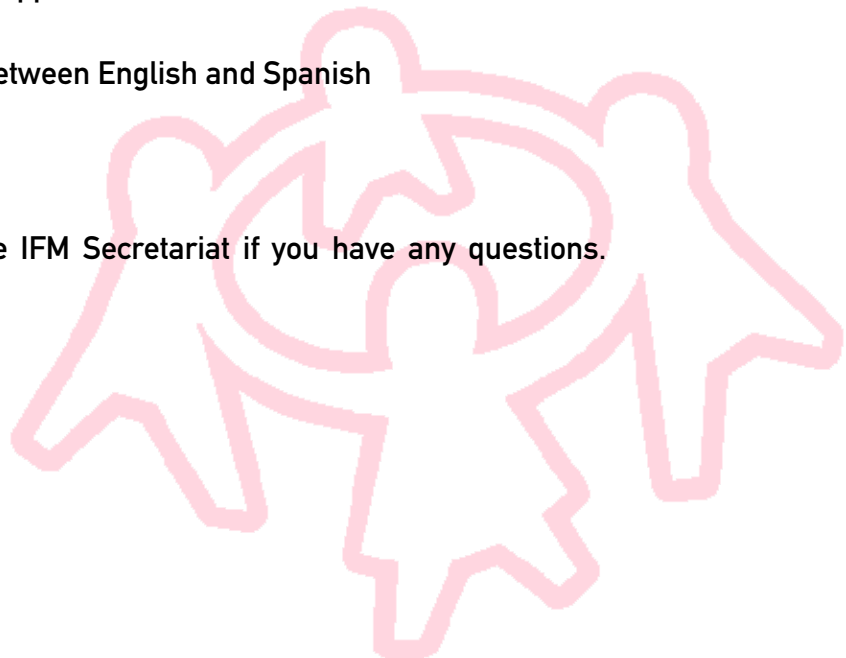 etween English and Spanish
e IFM Secretariat if you have any questions.